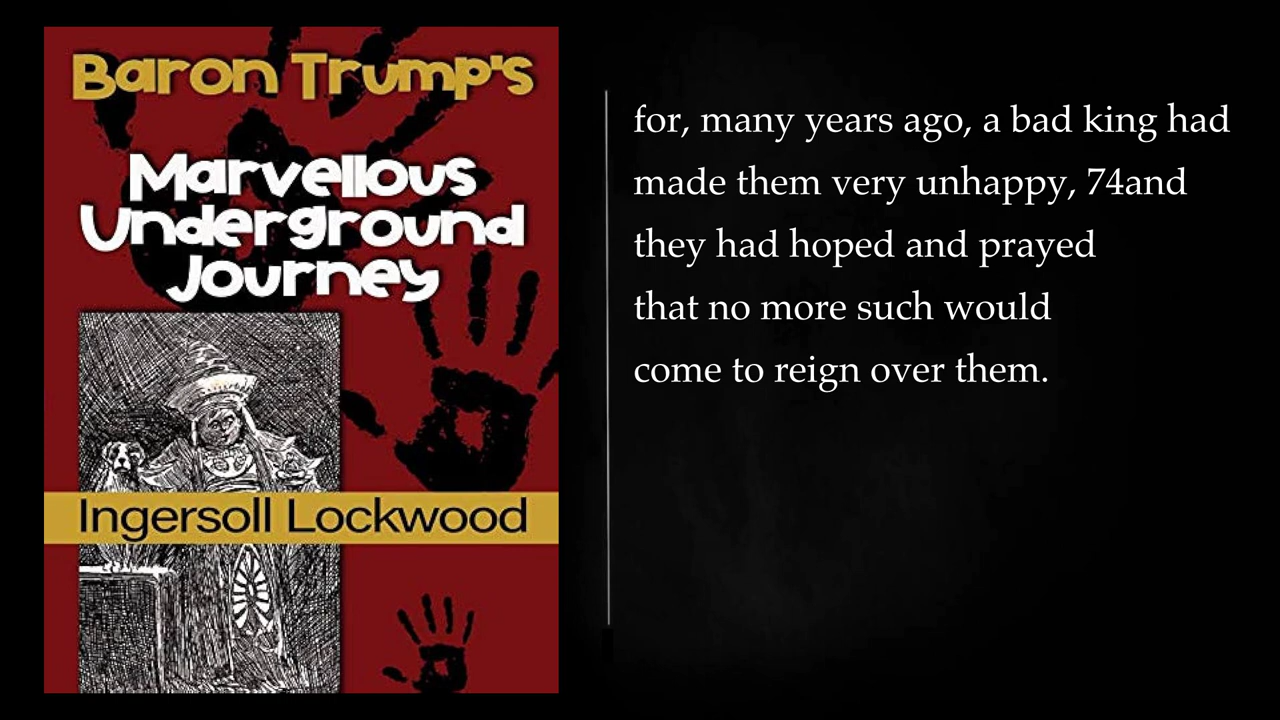 Baron Trump's
Marvellous
Underground
Journey
Ingersoll Lockwood
for, many years ago, a bad king had
made them very unhappy, 74and
they had hoped and prayed
that no more such would
come to reign over them.